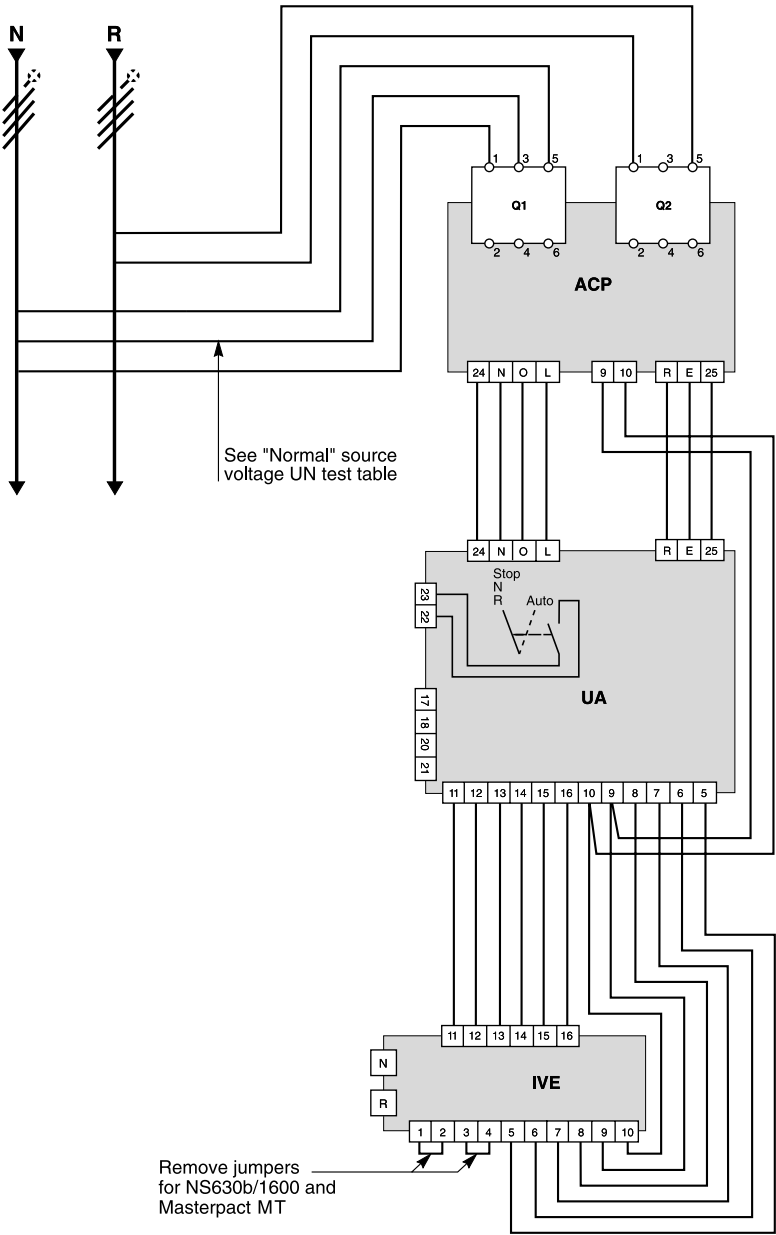 N R
1 3 5 1 3 5
Q1 Q2
2 4 6 2 4 6
ACP
24 N O L 9 10 R E 25
See "Normal" source
voltage UN test table
24 N O L R E 25
Stop
N
R Auto
23
22
UA
17
18
20
21
11 12 13 14 15 16 10 9 8 7 6 5
11 12 13 14 15 16
N
IVE
R
1 2 3 4 5 6 7 8 9 10
Remove jumpers
for NS630b/1600 and
Masterpact MT